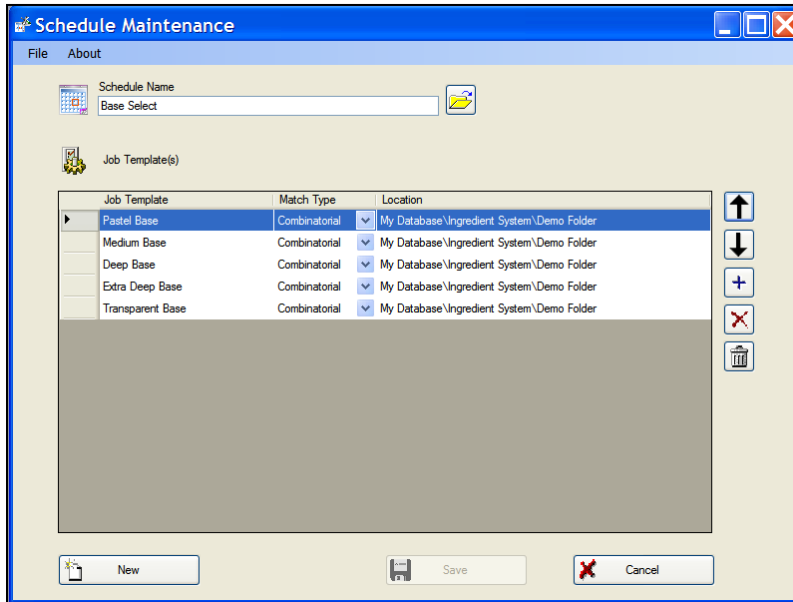 Schedule Maintenance
File About
Schedule Name
Base Select
Job Template(s)
Job Template Match Type Location
Pastel Base Combinatorial My Database\Ingredient System\Demo Folder
Medium Base Combinatorial My Database\Ingredient System\Demo Folder
Deep Base Combinatorial My Database\Ingredient System\Demo Folder
Extra Deep Base Combinatorial My Database\Ingredient System\Demo Folder
Transparent Base Combinatorial My Database\Ingredient System\Demo Folder
New Save Cancel